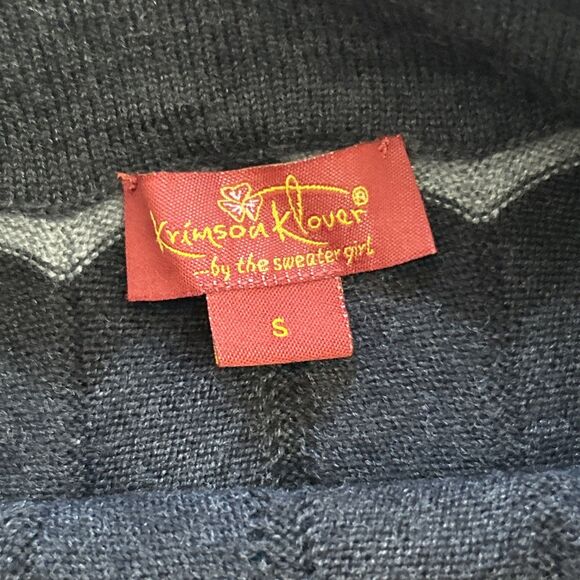 Krimson Klover®
--by the sweater girl
S